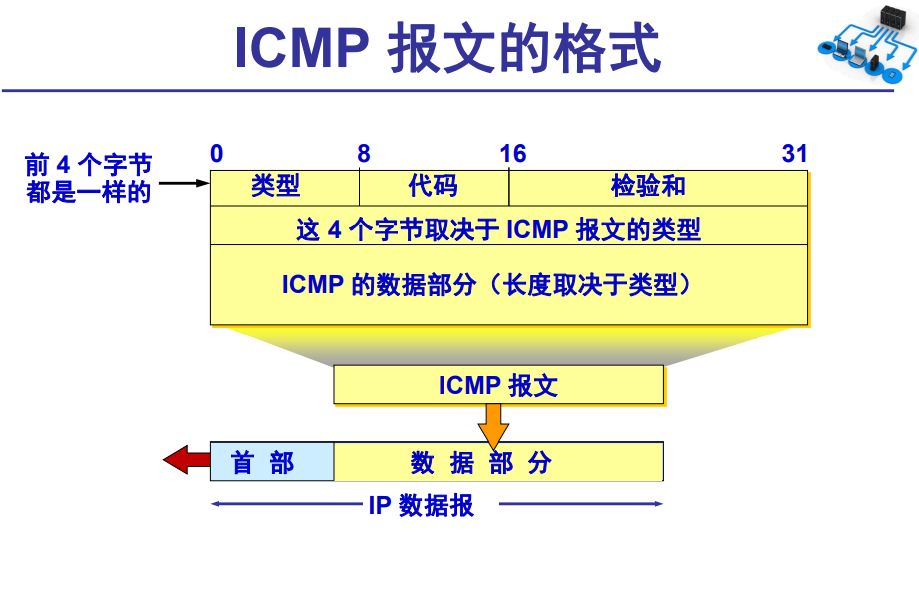 ICMP 报文的格式
0 8 16 31
前 4 个字节
都是一样的
类型 代码 检验和
这 4 个字节取决于 ICMP 报文的类型
ICMP 的数据部分（长度取决于类型）
ICMP 报文
首 部 数 据 部 分
IP 数据报